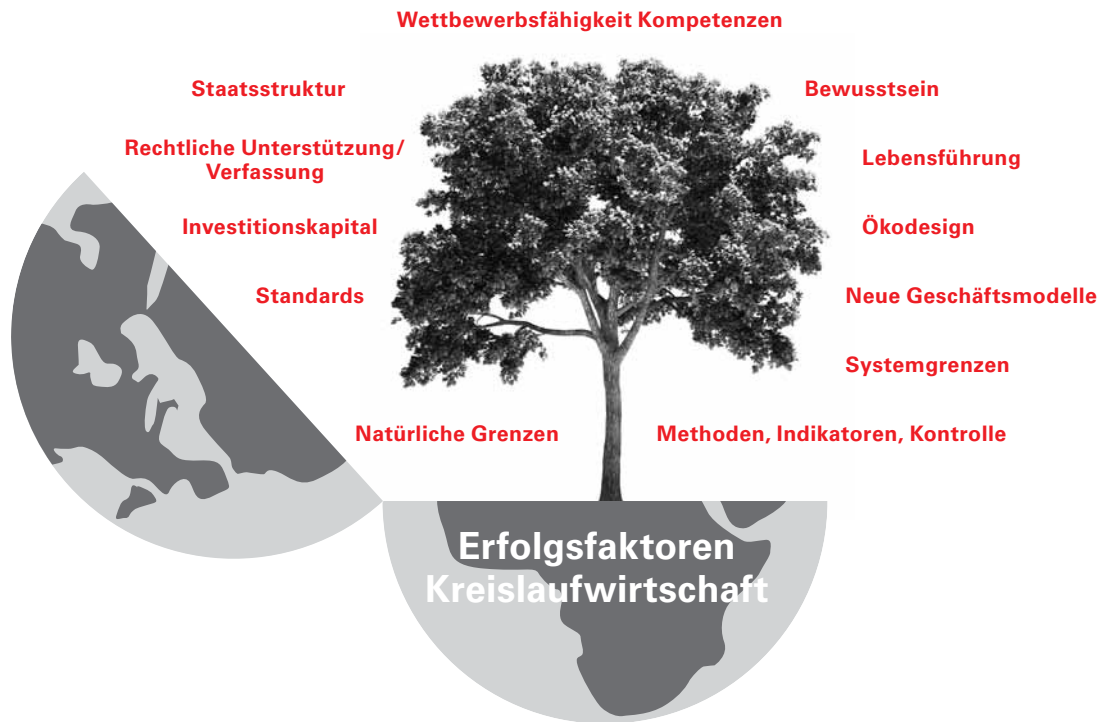 Wettbewerbsfähigkeit Kompetenzen
Staatsstruktur
Bewusstsein
Rechtliche Unterstützung/
Verfassung
Lebensführung
Investitionskapital
Ökodesign
Standards
Neue Geschäftsmodelle
Systemgrenzen
Natürliche Grenzen
Methoden, Indikatoren, Kontrolle
Erfolgsfaktoren
Kreislaufwirtschaft